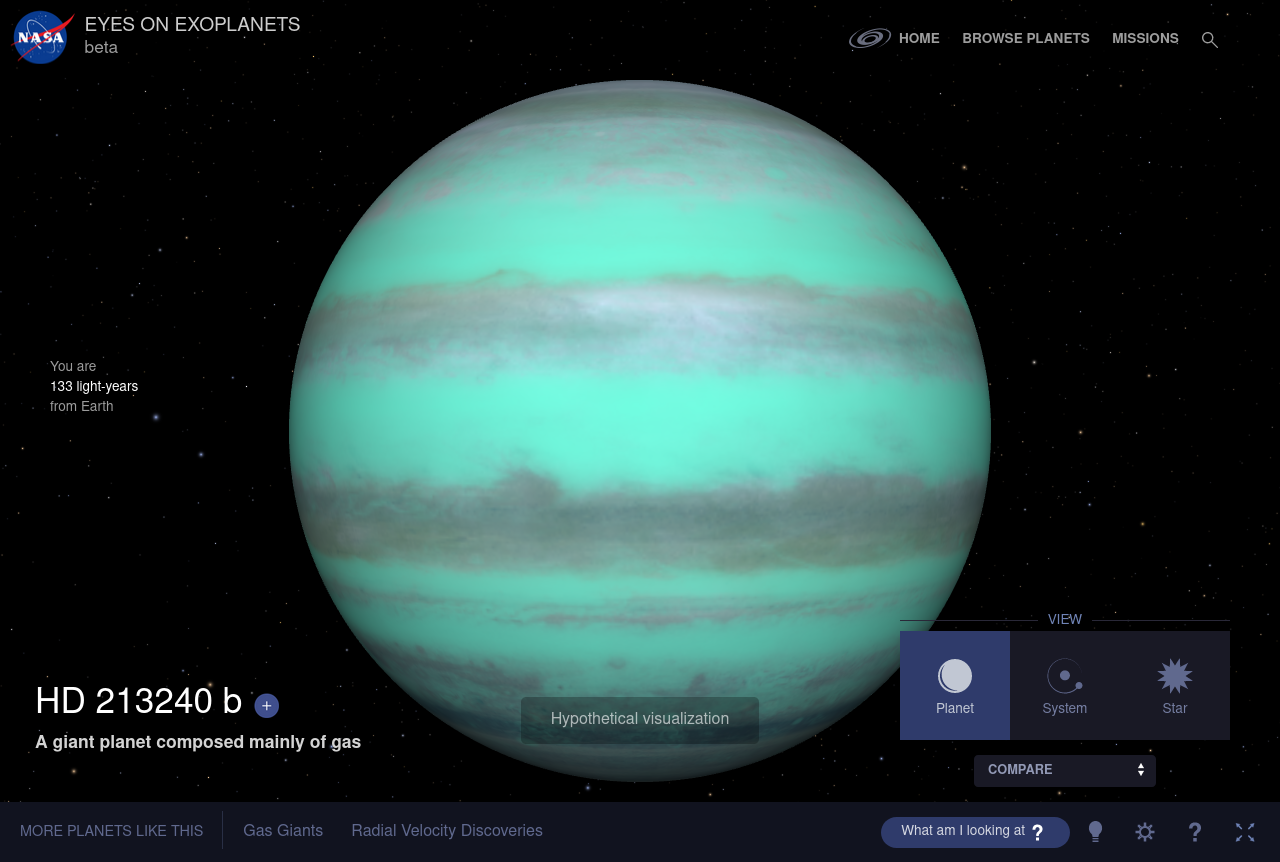 NASA
EYES ON EXOPLANETS
beta
HOME
BROWSE PLANETS
MISSIONS
You are
133 light-years
from Earth
HD 213240 b +
A giant planet composed mainly of gas
Hypothetical visualization
VIEW
Planet
System
Star
COMPARE
MORE PLANETS LIKE THIS
Gas Giants
Radial Velocity Discoveries
What am I looking at ?
?